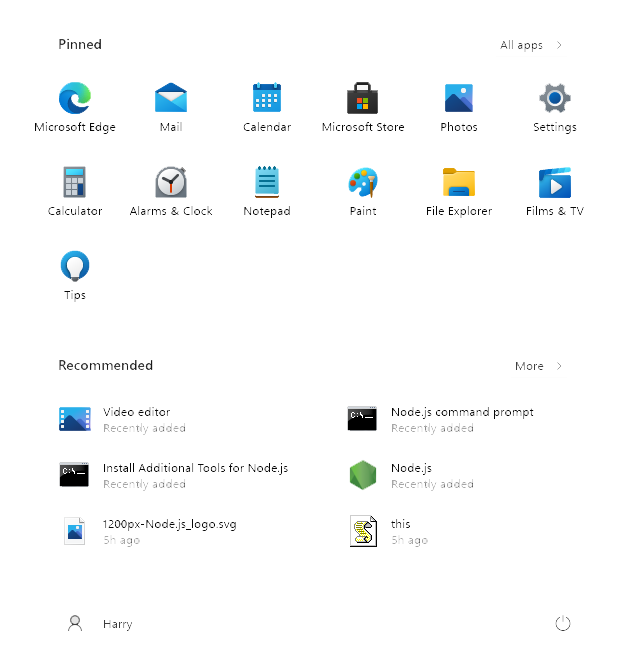 Pinned
All apps
Microsoft Edge
Mail
Calendar
Microsoft Store
Photos
Settings
Calculator
Alarms & Clock
Notepad
Paint
File Explorer
Films & TV
Tips
Recommended
More
Video editor
Recently added
Node.js command prompt
Recently added
Install Additional Tools for Node.js
Recently added
Node.js
Recently added
1200px-Node.js_logo.svg
5h ago
this
5h ago
Harry